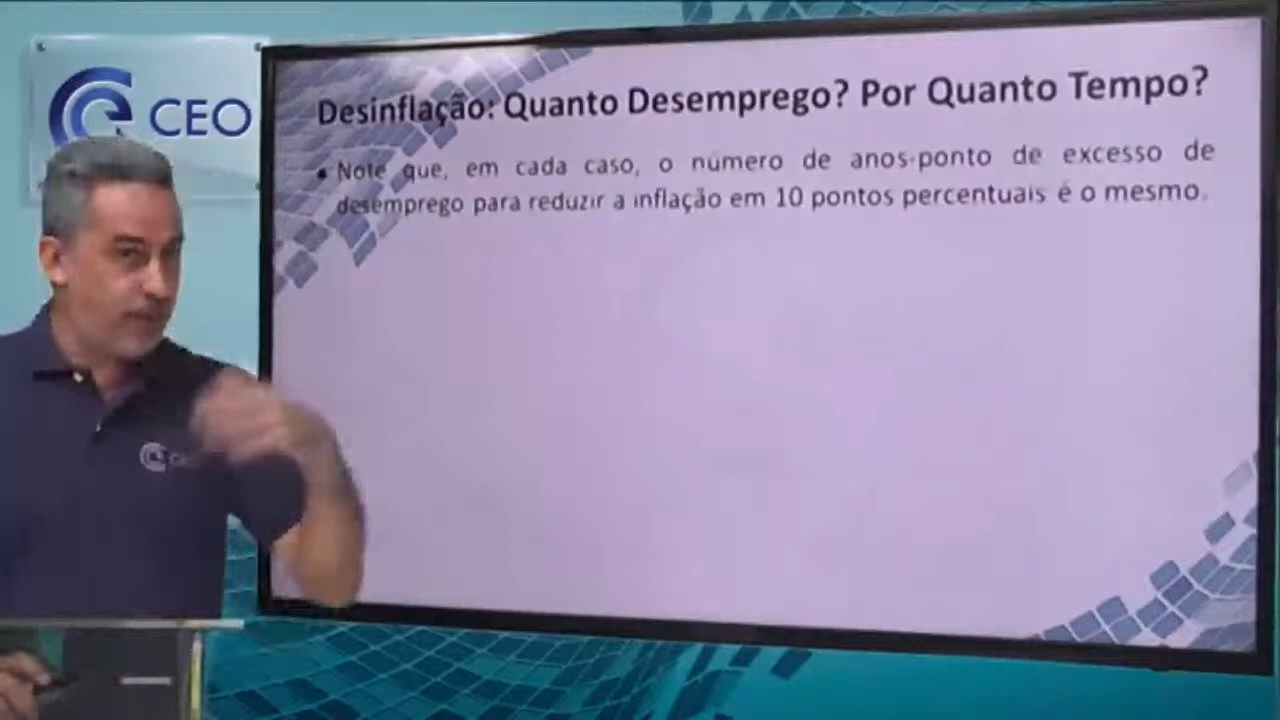 CEO
Desinflação: Quanto Desemprego? Por Quanto Tempo?
• Note que, em cada caso, o número de anos-ponto de excesso de
desemprego para reduzir a inflação em 10 pontos percentuais é o mesmo.